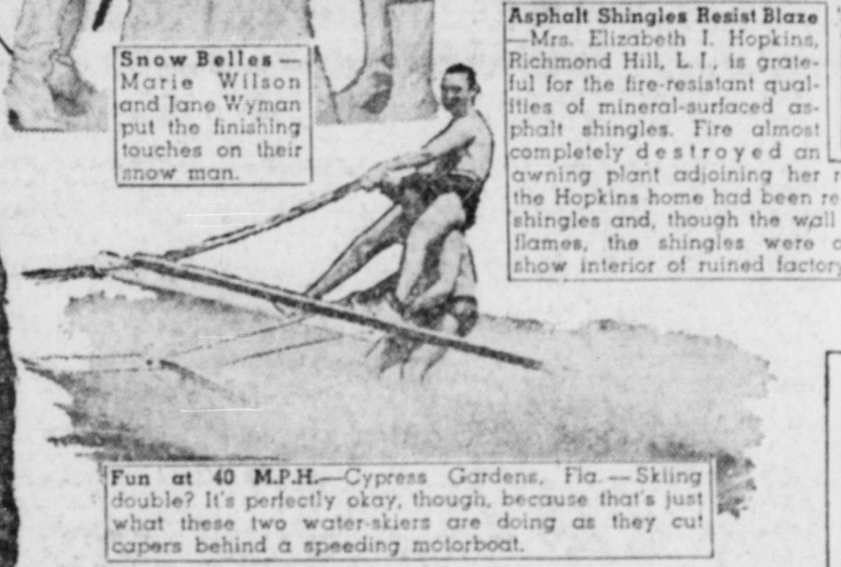 Snow Belles —
Marie Wilson
and Jane Wyman
put the finishing
touches on their
snow man.
Asphalt Shingles Resist Blaze
—Mrs. Elizabeth I. Hopkins,
Richmond Hill, L. I., is grate-
ful for the fire-resistant qual-
ities of mineral-surfaced as-
phalt shingles. Fire almost
completely destroyed an
awning plant adjoining her
the Hopkins home had been re
shingles and, though the wall
flames, the shingles were
show interior of ruined factory
Fun at 40 M.P.H.—Cypress Gardens, Fla.—Skiing
double? It's perfectly okay, though, because that's just
what these two water-skiers are doing as they cut
capers behind a speeding motorboat.